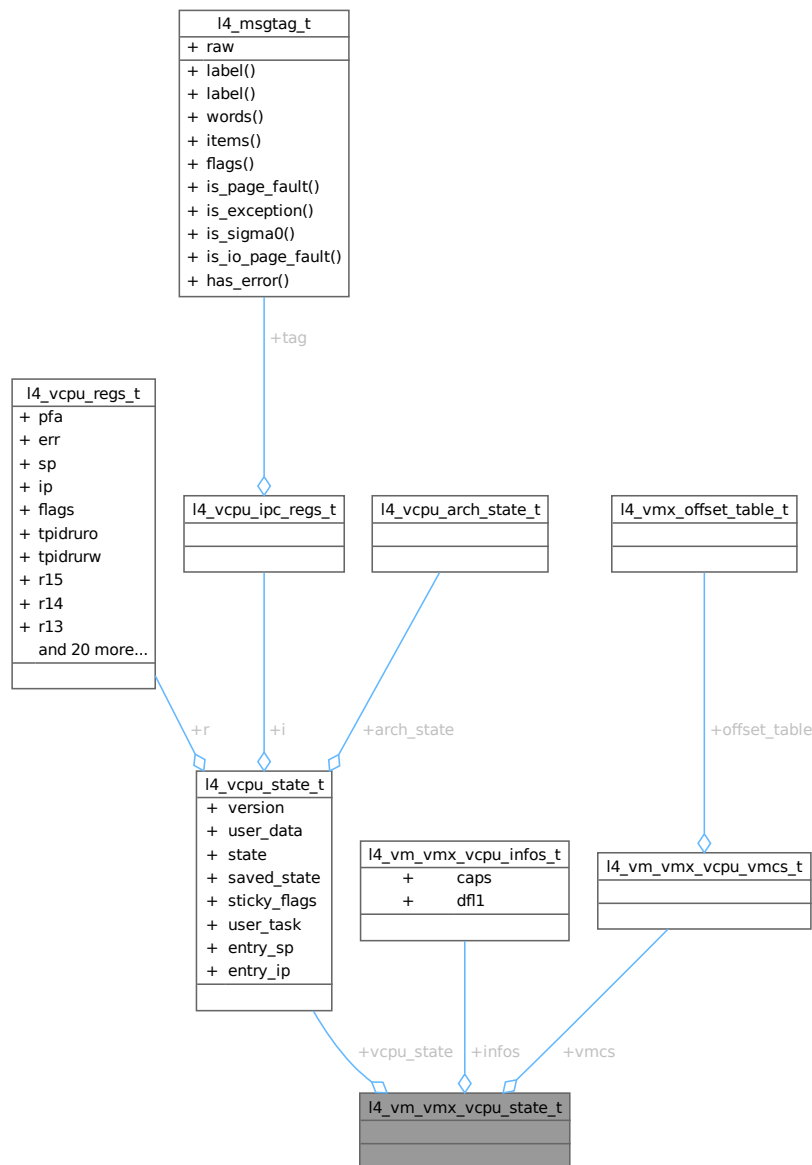 l4_msgtag_t
+ raw
+ label()
+ label()
+ words()
+ items()
+ flags()
+ is_page_fault()
+ is_exception()
+ is_sigma0()
+ is_io_page_fault()
+ has_error()
+tag
l4_vcpu_regs_t
+ pfa
+ err
+ sp
+ ip
+ flags
+ tpidruro
+ tpidrurw
+ r15
+ r14
+ r13
and 20 more...
l4_vcpu_ipc_regs_t
l4_vcpu_arch_state_t
l4_vmx_offset_table_t
+r
+i
+arch_state
+offset_table
l4_vcpu_state_t
+ version
+ user_data
+ state
+ saved_state
+ sticky_flags
+ user_task
+ entry_sp
+ entry_ip
l4_vm_vmx_vcpu_infos_t
+ caps
+ dfl1
l4_vm_vmx_vcpu_vmcs_t
+vcpu_state
+infos
+vmcs
l4_vm_vmx_vcpu_state_t